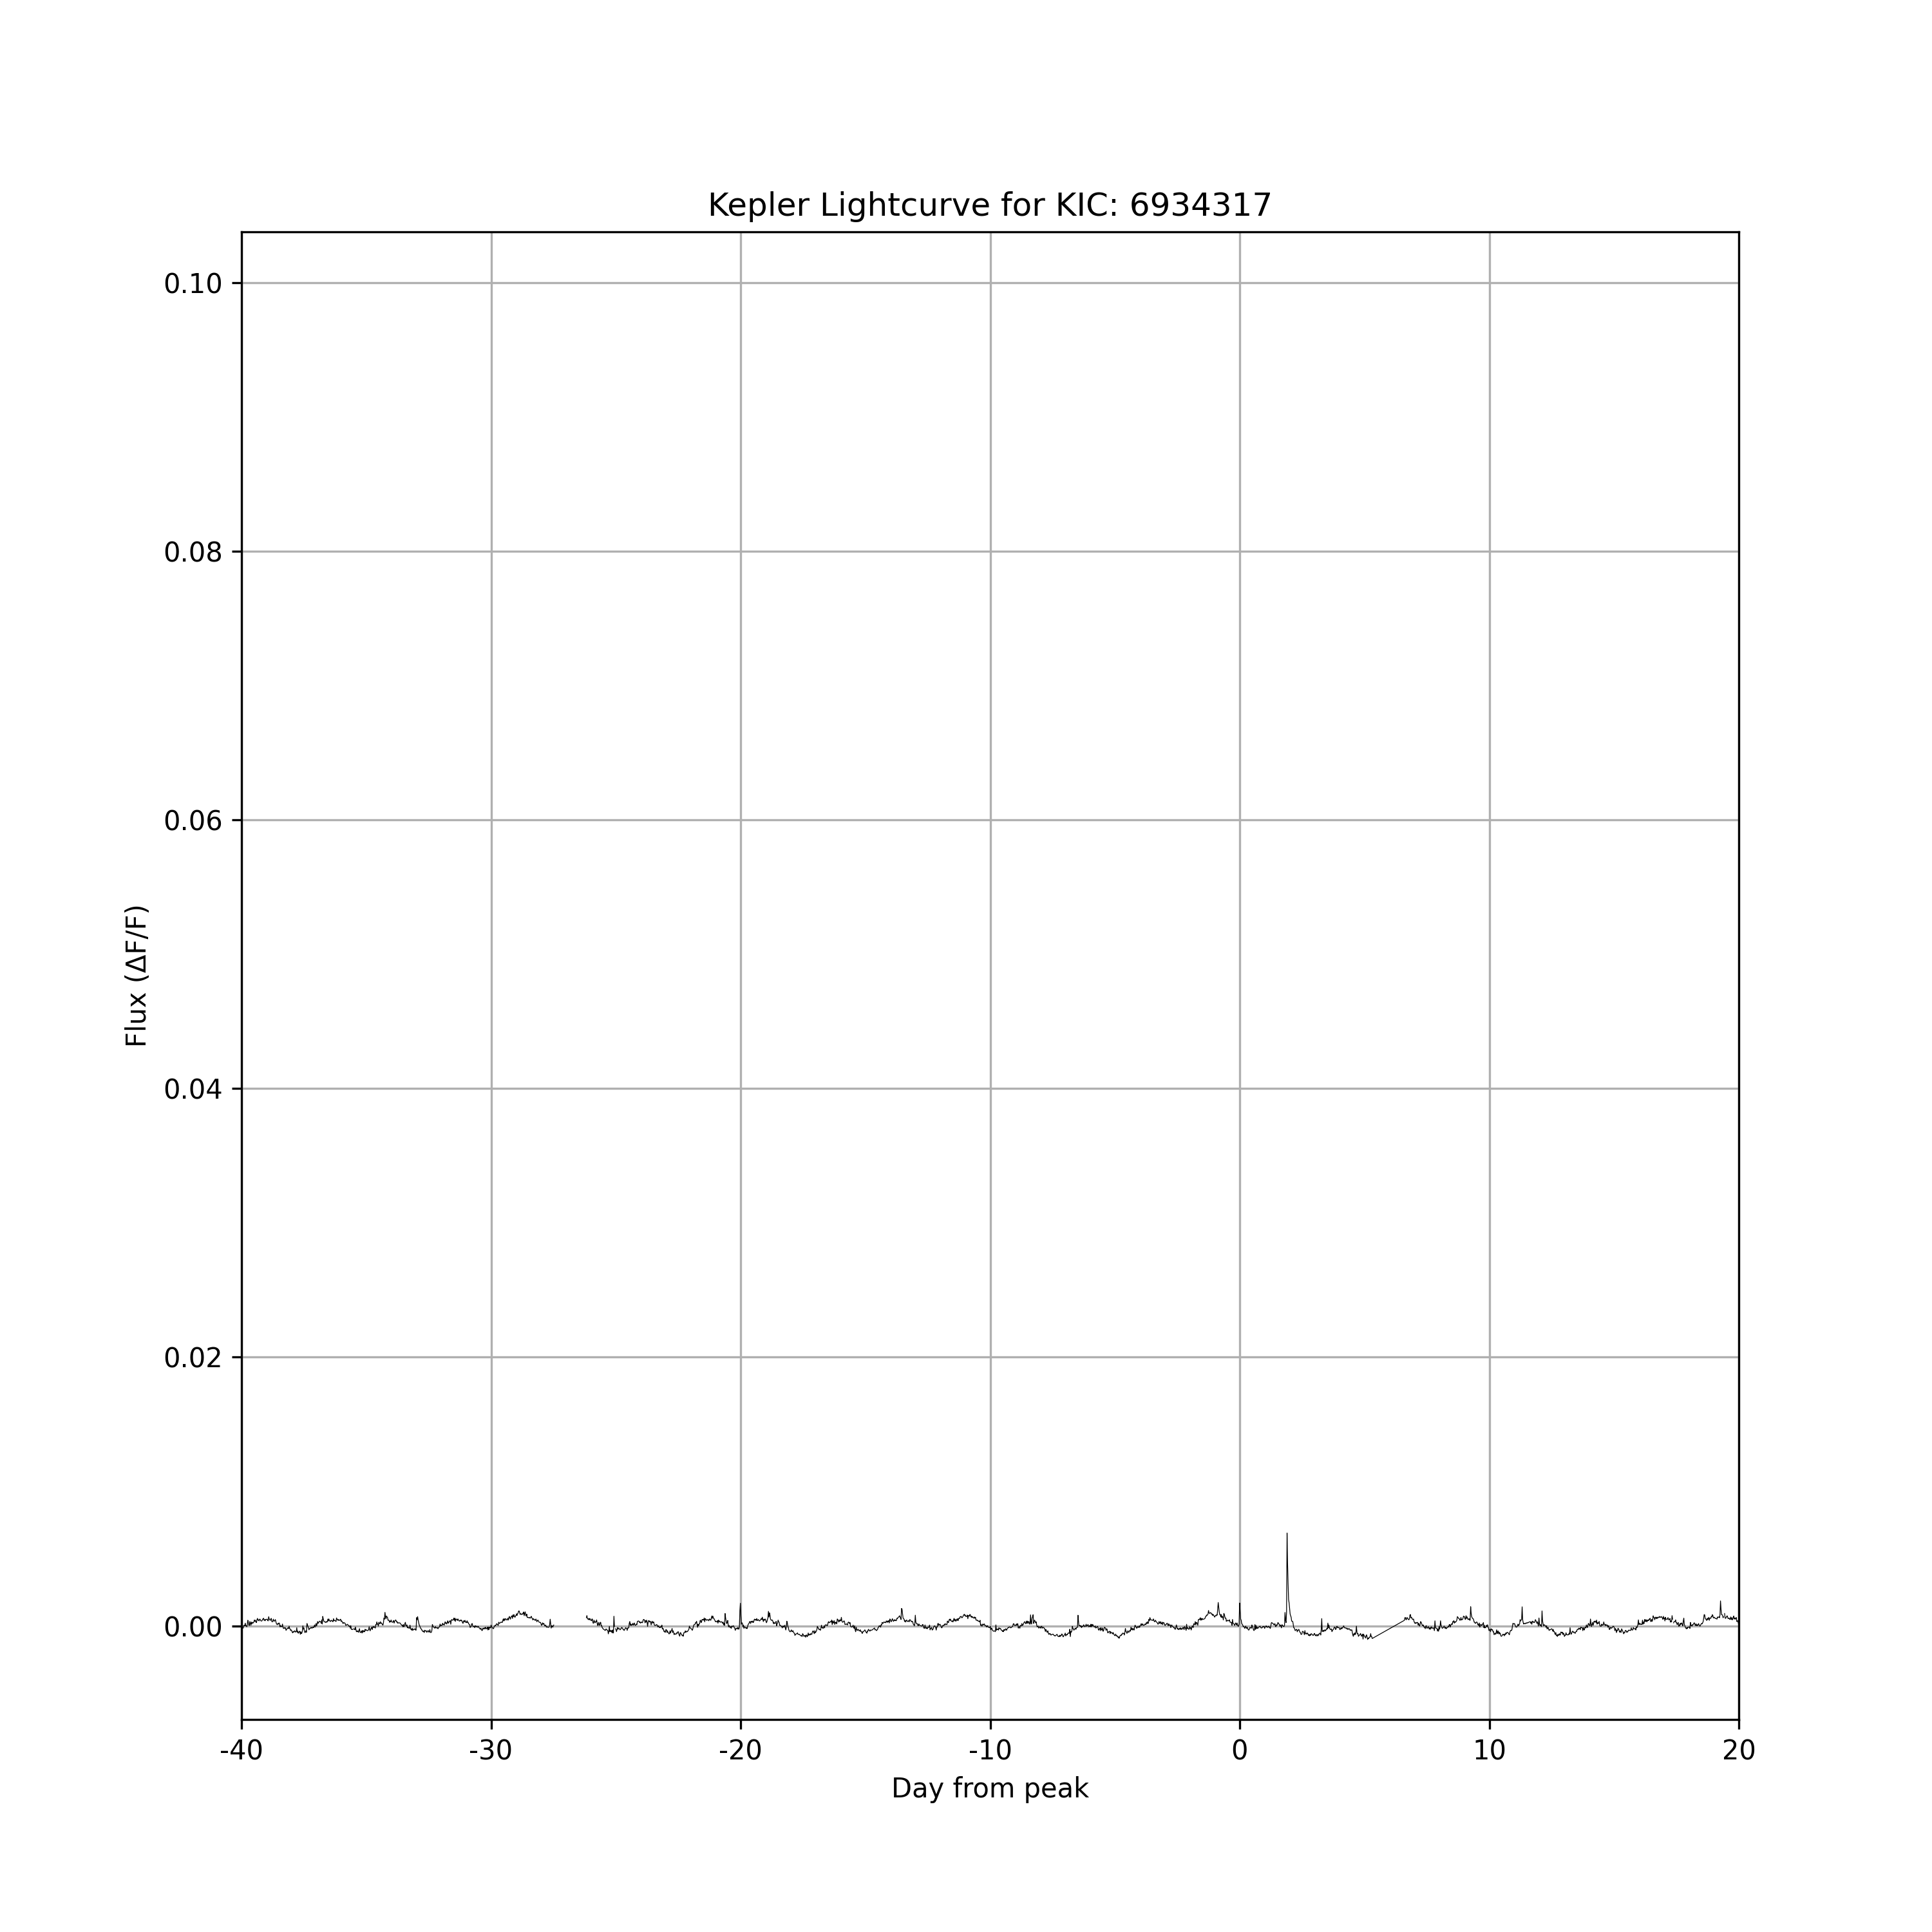 Kepler Lightcurve for KIC: 6934317
0.10
0.08
0.06
0.04
0.02
0.00
Flux (ΔF/F)
-40 -30 -20 -10 0 10 20
Day from peak